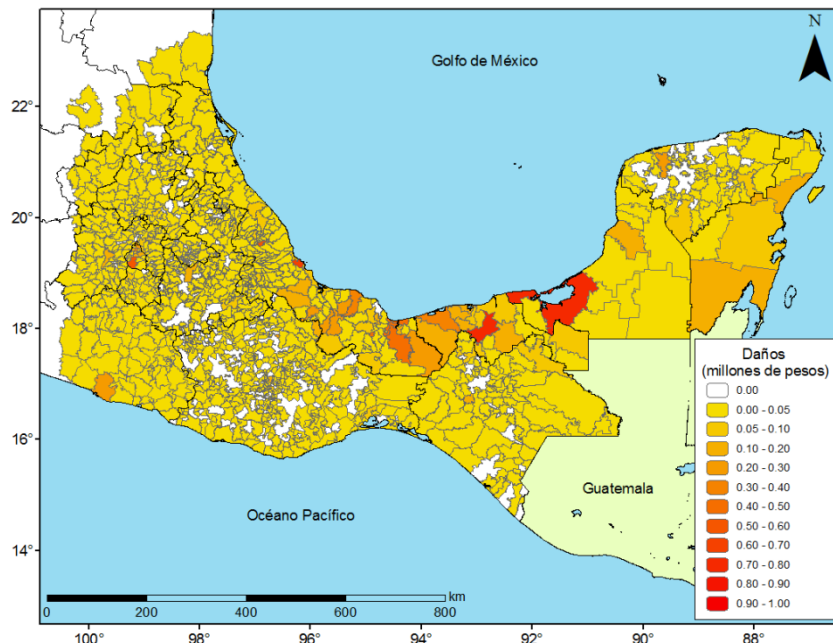 N
Golfo de México
22°
20°
18°
16°
14°
Daños
(millones de pesos)
0.00
0.00 - 0.05
0.05 - 0.10
0.10 - 0.20
0.20 - 0.30
0.30 - 0.40
0.40 - 0.50
0.50 - 0.60
0.60 - 0.70
0.70 - 0.80
0.80 - 0.90
0.90 - 1.00
Guatemala
Océano Pacífico
km
0 200 400 600 800
100° 98° 96° 94° 92° 90° 88°